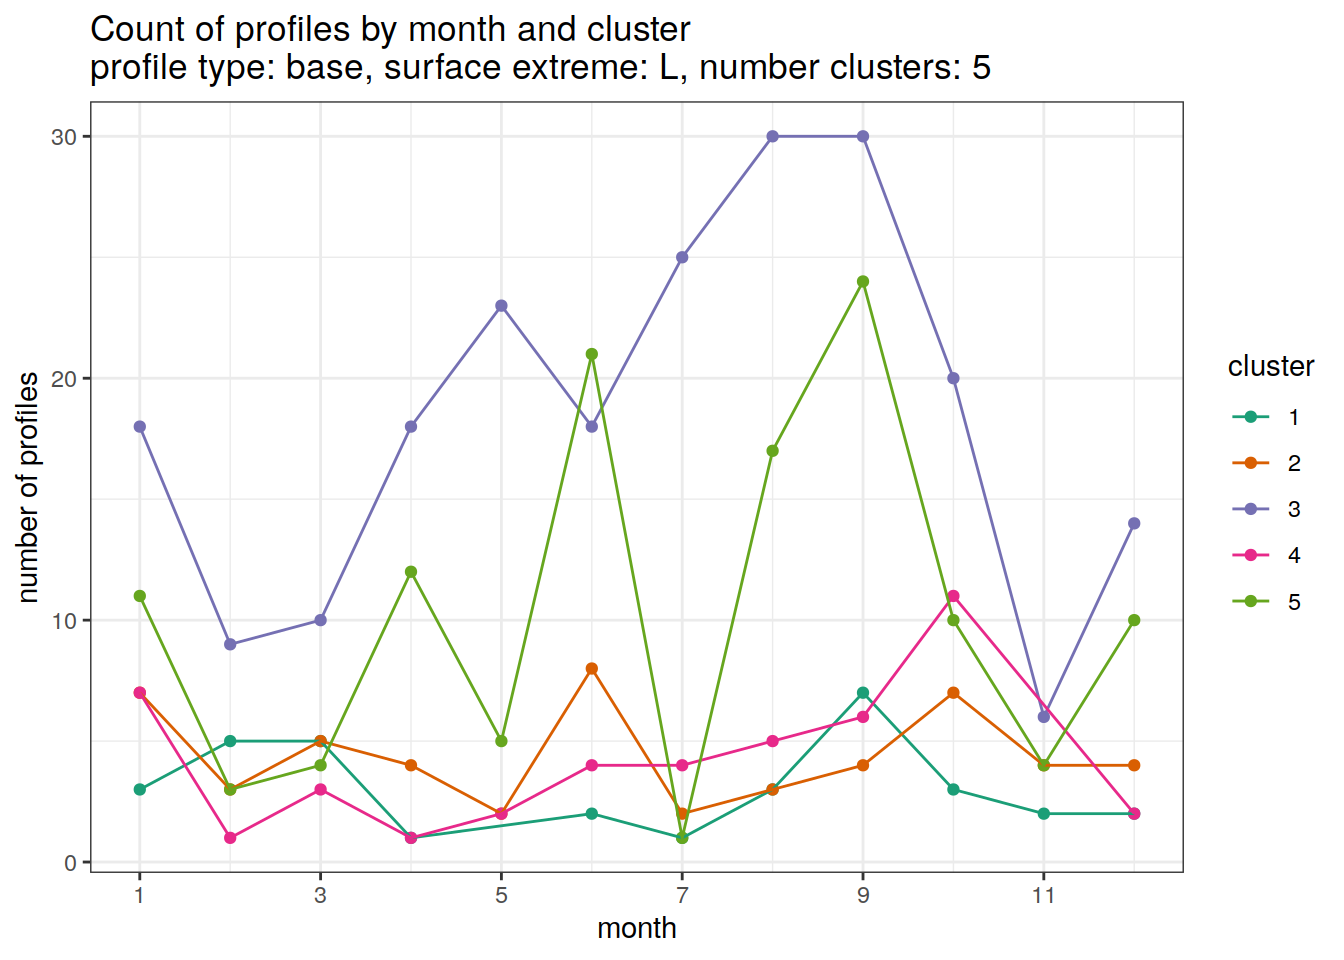 Count of profiles by month and cluster
profile type: base, surface extreme: L, number clusters: 5
30
20
10
0
number of profiles
1 3 5 7 9 11
month
cluster
1
2
3
4
5